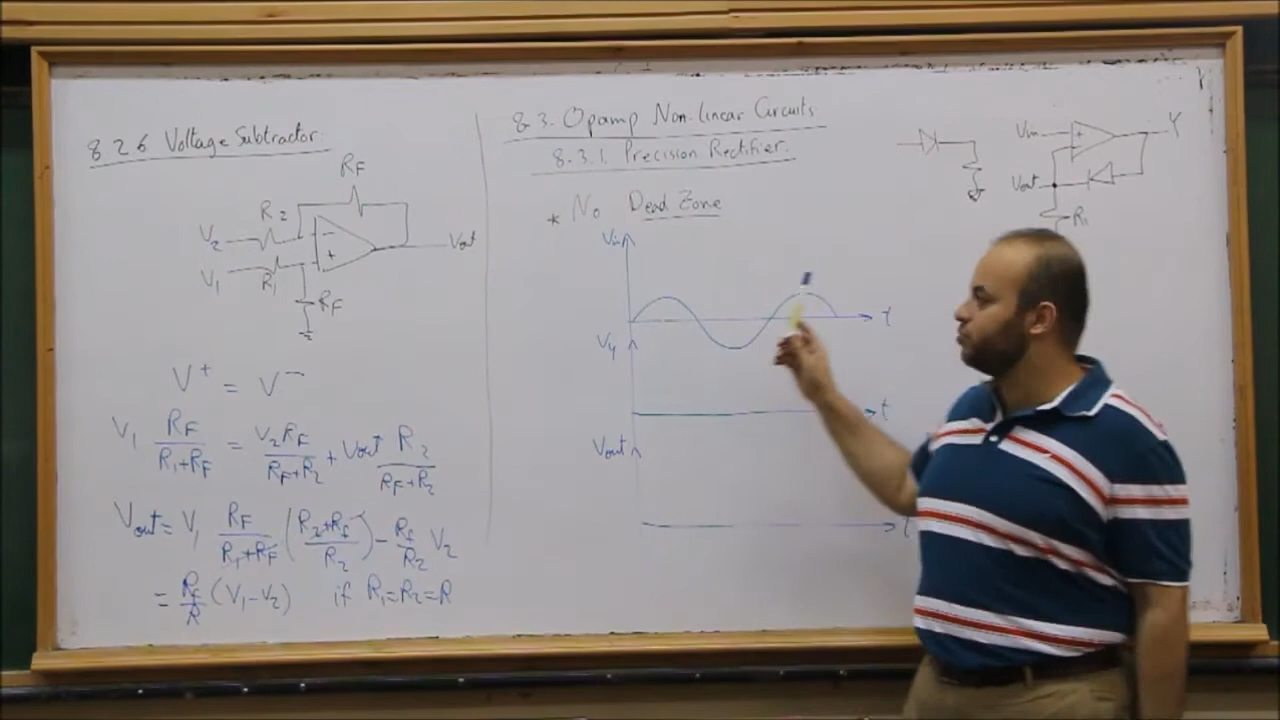 8.2.6 Voltage Subtractor:
RF
R2
V2
Vout
V1
R1
RF
V⁺ = V⁻
V1 RF/(R1+RF) = V2RF/(RF+R2) + Vout R2/(RF+R2)
Vout = V1 RF/(R1+RF) ((R2+Rf)/R2) - Rf/R2 V2
= Rf/R (V1-V2) if R1=R2=R
8.3. Opamp Non-linear Circuits
8.3.1. Precision Rectifier.
* No Dead Zone
Vin
t
Vy
t
Vout
Vin
Y
Vout
R1